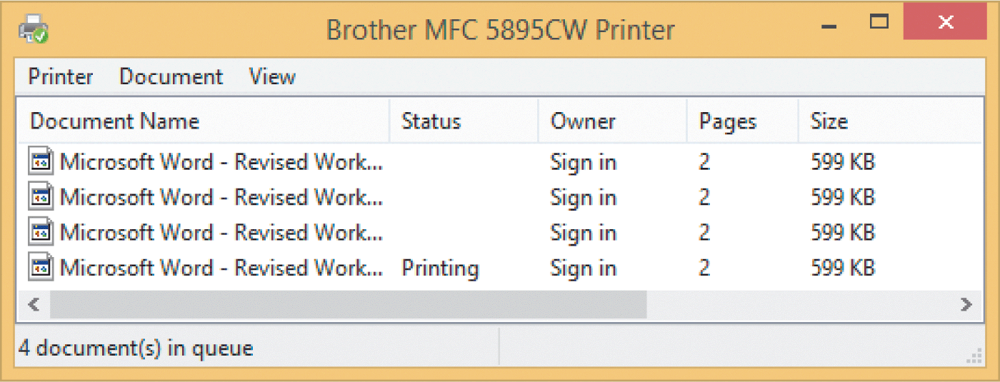 Brother MFC 5895CW Printer
Printer Document View
Document Name Status Owner Pages Size
Microsoft Word - Revised Work... Sign in 2 599 KB
Microsoft Word - Revised Work... Sign in 2 599 KB
Microsoft Word - Revised Work... Sign in 2 599 KB
Microsoft Word - Revised Work... Printing Sign in 2 599 KB
4 document(s) in queue